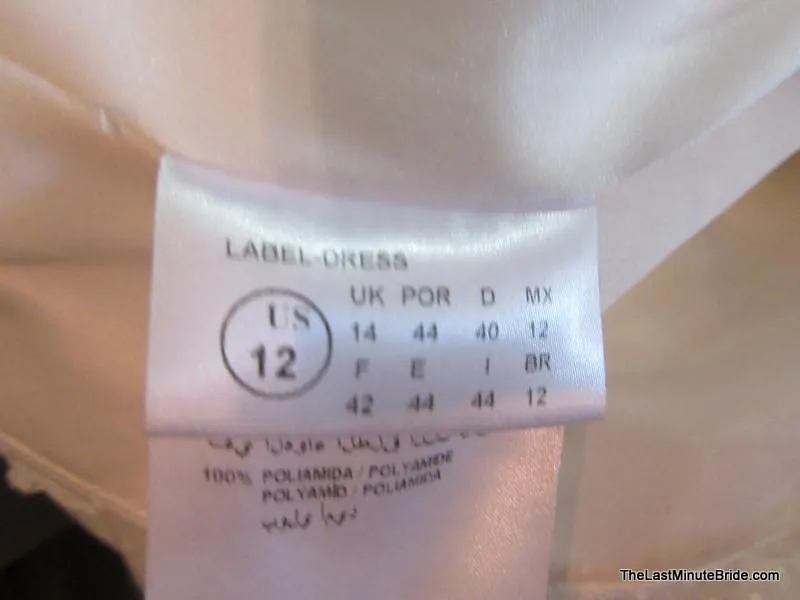 LABEL-DRESS
US
12
UK POR D MX
14 44 40 12
F E I BR
42 44 44 12
100% POLIAMIDA / POLYAMIDE
POLYAMID / POLIAMIDA
TheLastMinuteBride.com